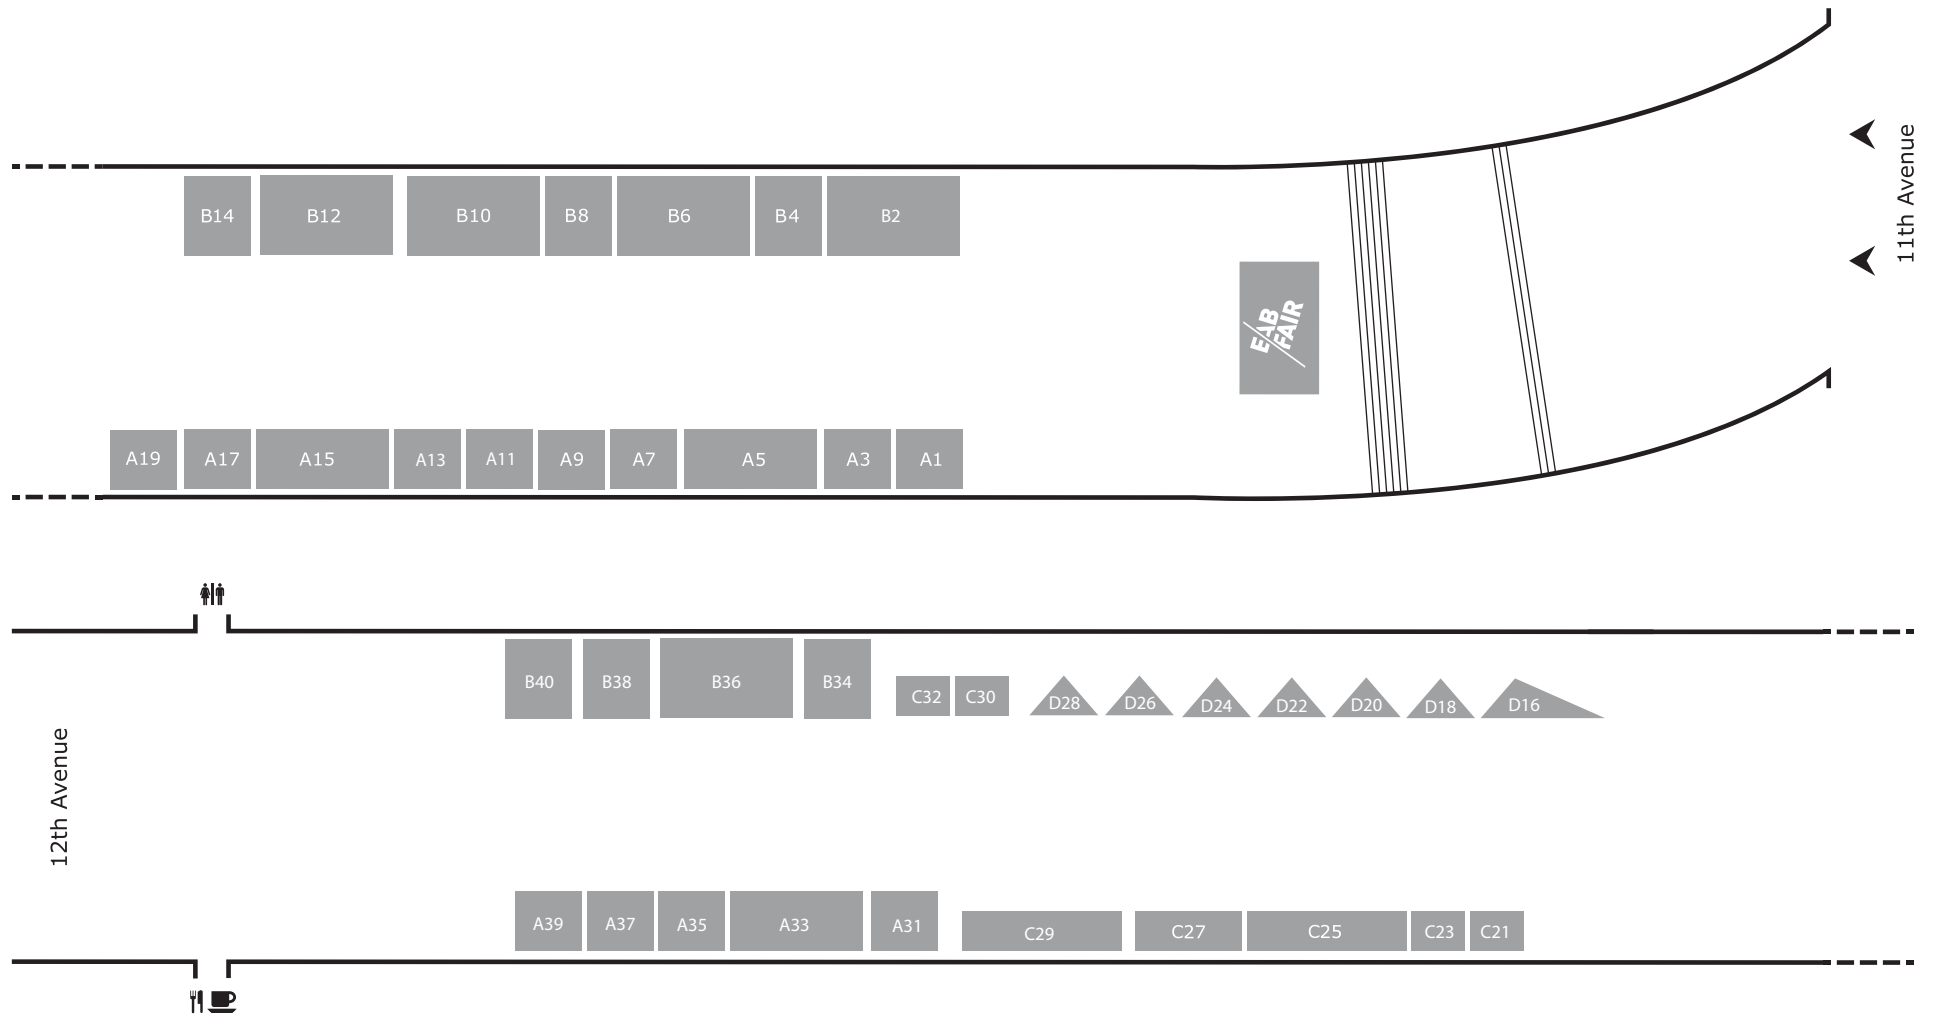 11th Avenue
B14 B12 B10 B8 B6 B4 B2
E/AB
FAIR
A19 A17 A15 A13 A11 A9 A7 A5 A3 A1
B40 B38 B36 B34 C32 C30 D28 D26 D24 D22 D20 D18 D16
12th Avenue
A39 A37 A35 A33 A31 C29 C27 C25 C23 C21